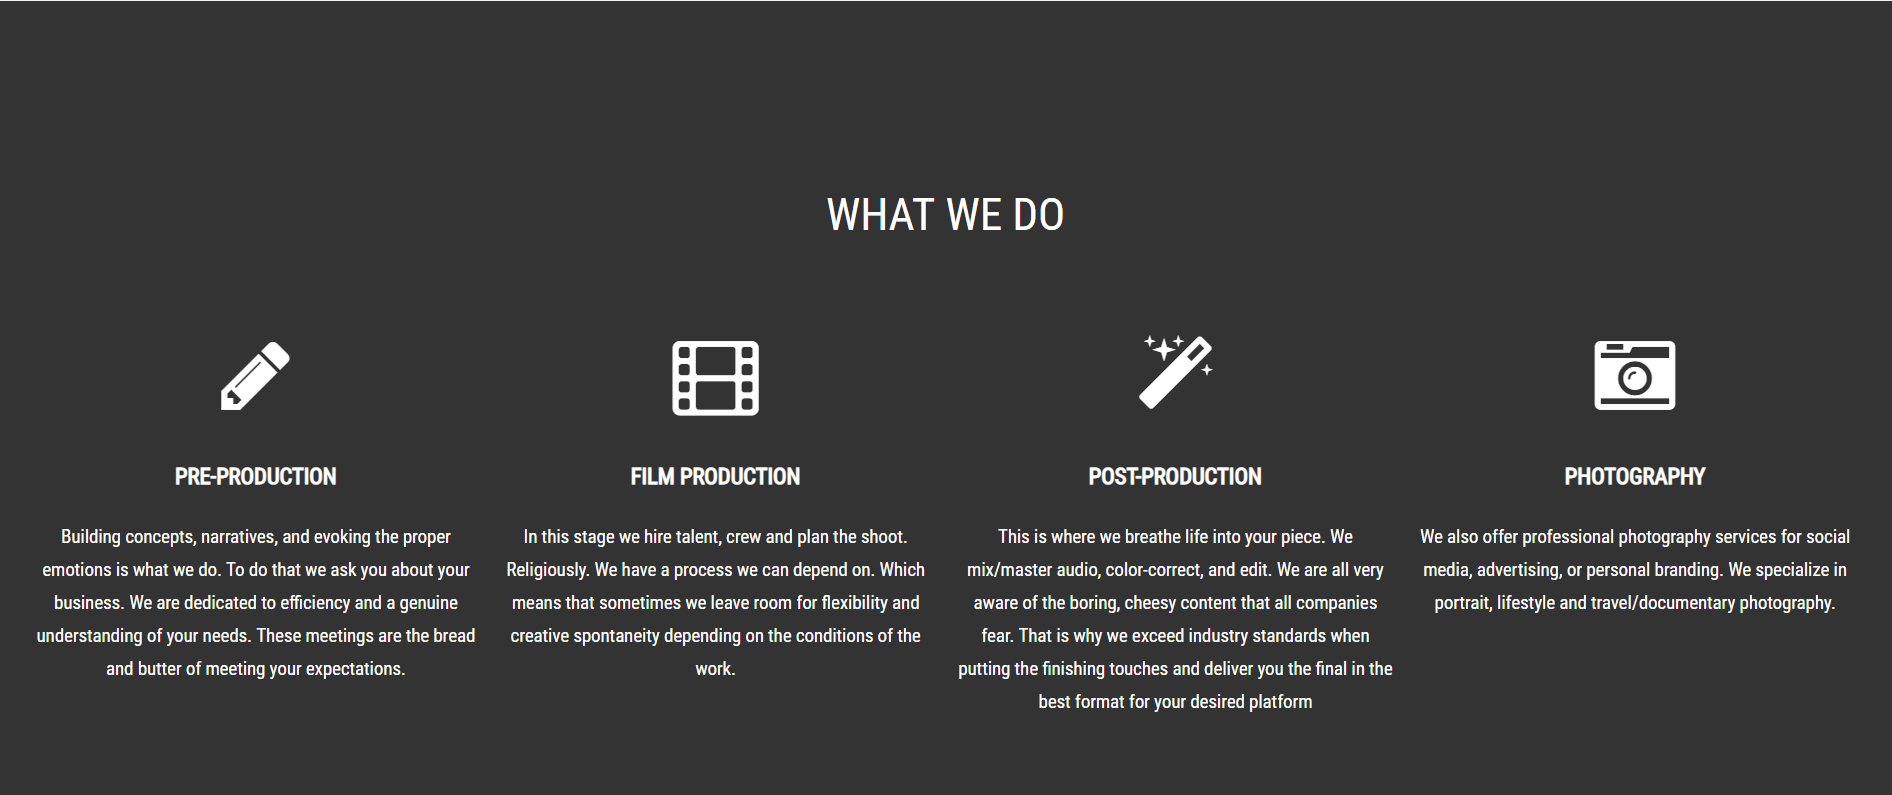 WHAT WE DO
PRE-PRODUCTION
Building concepts, narratives, and evoking the proper
emotions is what we do. To do that we ask you about your
business. We are dedicated to efficiency and a genuine
understanding of your needs. These meetings are the bread
and butter of meeting your expectations.
FILM PRODUCTION
In this stage we hire talent, crew and plan the shoot.
Religiously. We have a process we can depend on. Which
means that sometimes we leave room for flexibility and
creative spontaneity depending on the conditions of the
work.
POST-PRODUCTION
This is where we breathe life into your piece. We
mix/master audio, color-correct, and edit. We are all very
aware of the boring, cheesy content that all companies
fear. That is why we exceed industry standards when
putting the finishing touches and deliver you the final in the
best format for your desired platform
PHOTOGRAPHY
We also offer professional photography services for social
media, advertising, or personal branding. We specialize in
portrait, lifestyle and travel/documentary photography.